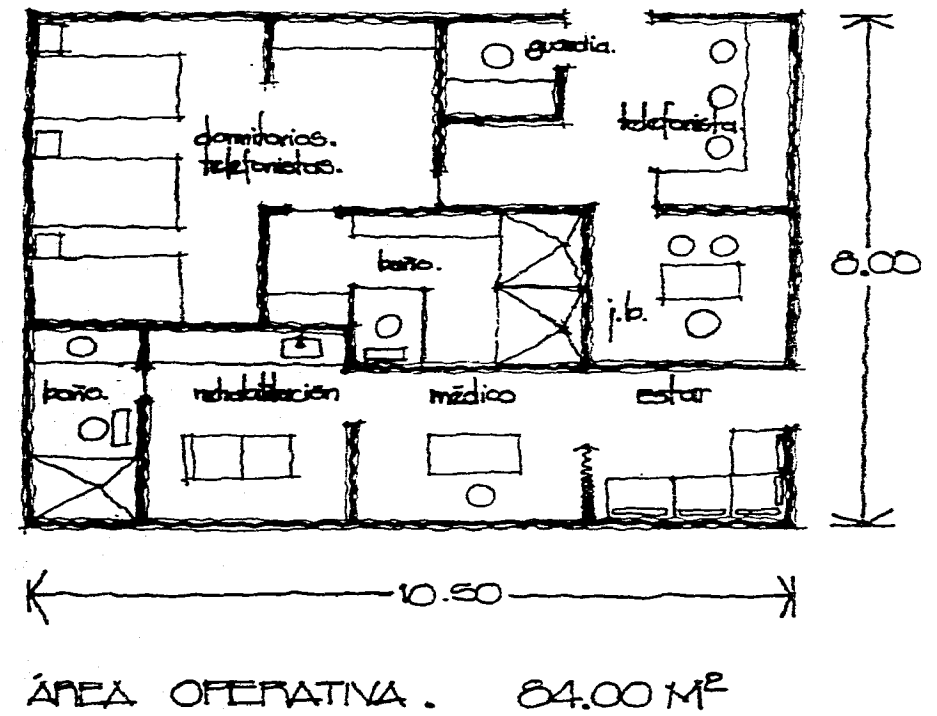 guardia.
telefonista.
dormitorios.
telefonistas.
baño.
8.00
j.b.
baño.
rehabilitación
médico
estar
10.50
ÁREA OPERATIVA. 84.00 M²